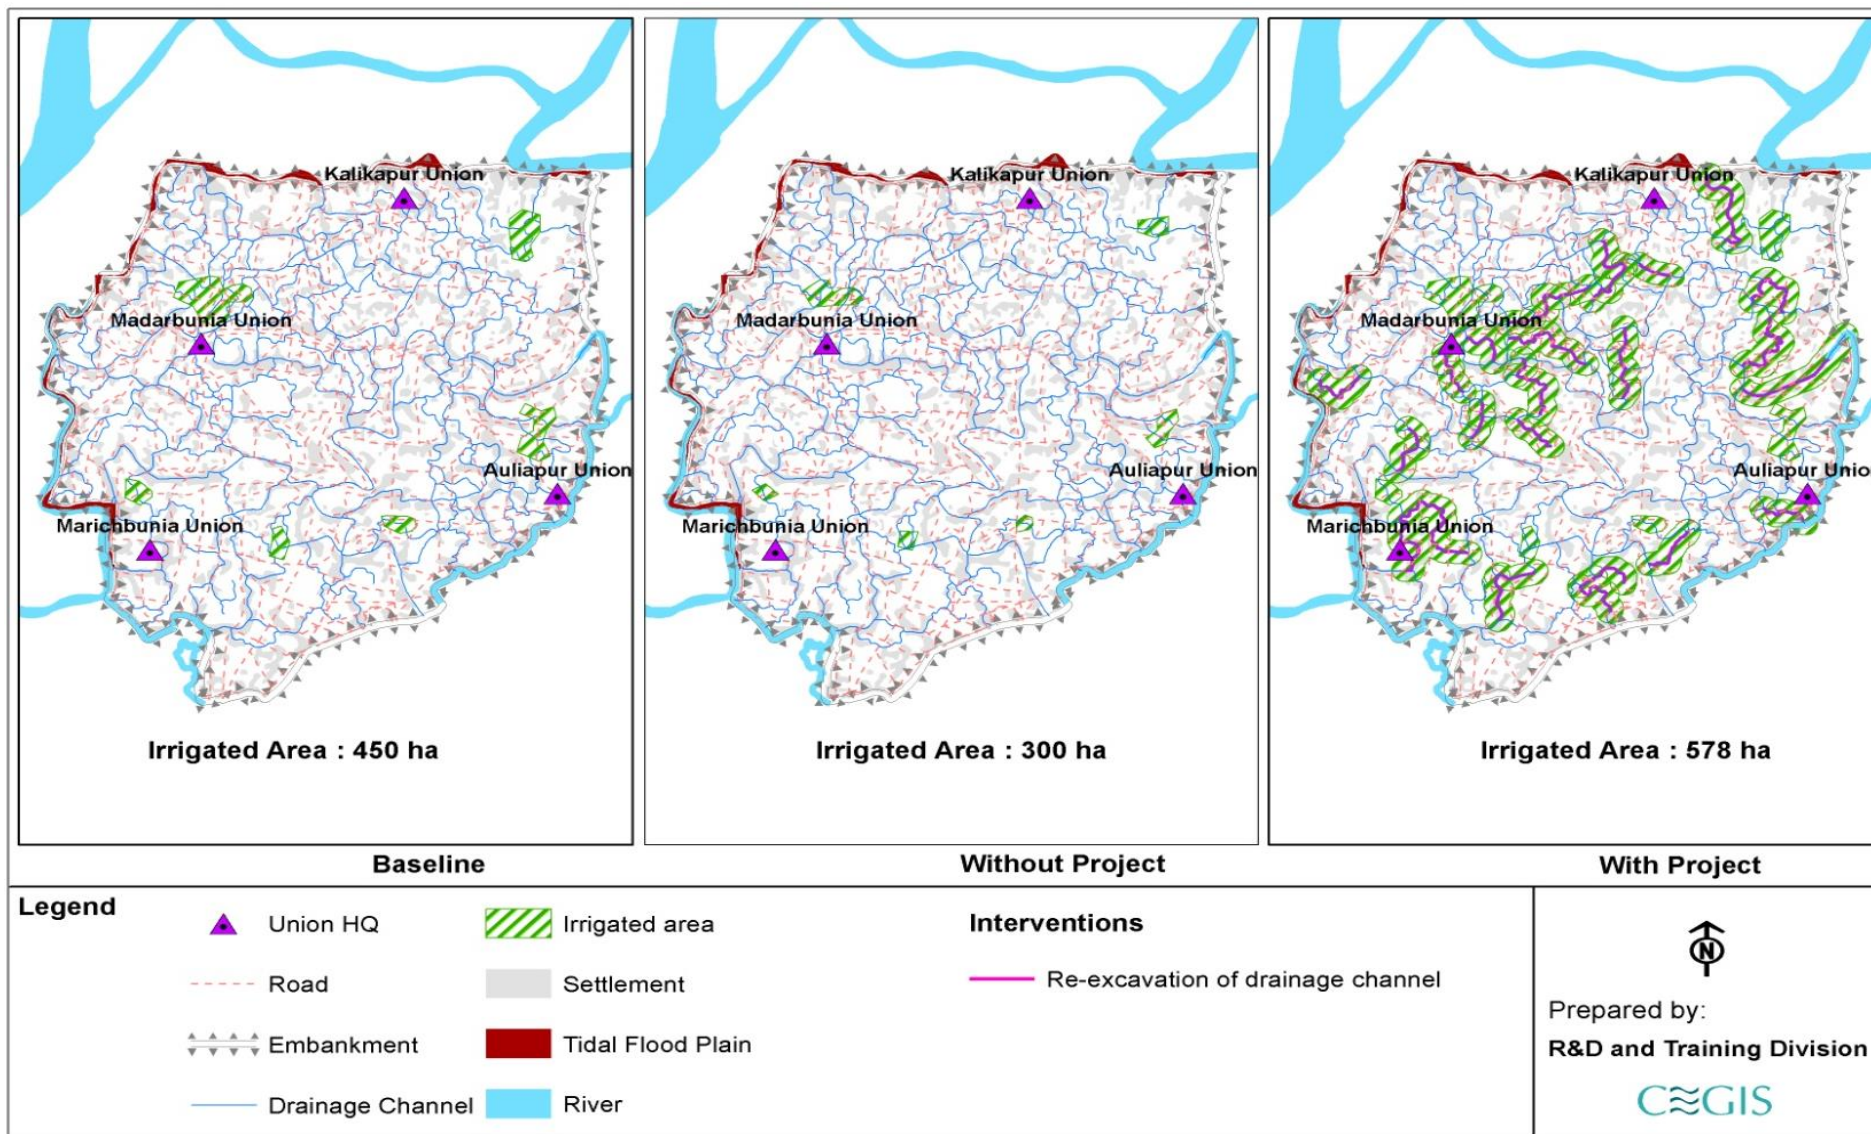 Kalikapur Union
Madarbunia Union
Auliapur Union
Marichbunia Union
Irrigated Area : 450 ha
Baseline
Kalikapur Union
Madarbunia Union
Auliapur Union
Marichbunia Union
Irrigated Area : 300 ha
Without Project
Kalikapur Union
Madarbunia Union
Auliapur Union
Marichbunia Union
Irrigated Area : 578 ha
With Project
Legend
Union HQ
Road
Embankment
Drainage Channel
Irrigated area
Settlement
Tidal Flood Plain
River
Interventions
Re-excavation of drainage channel
N
Prepared by:
R&D and Training Division
CEGIS